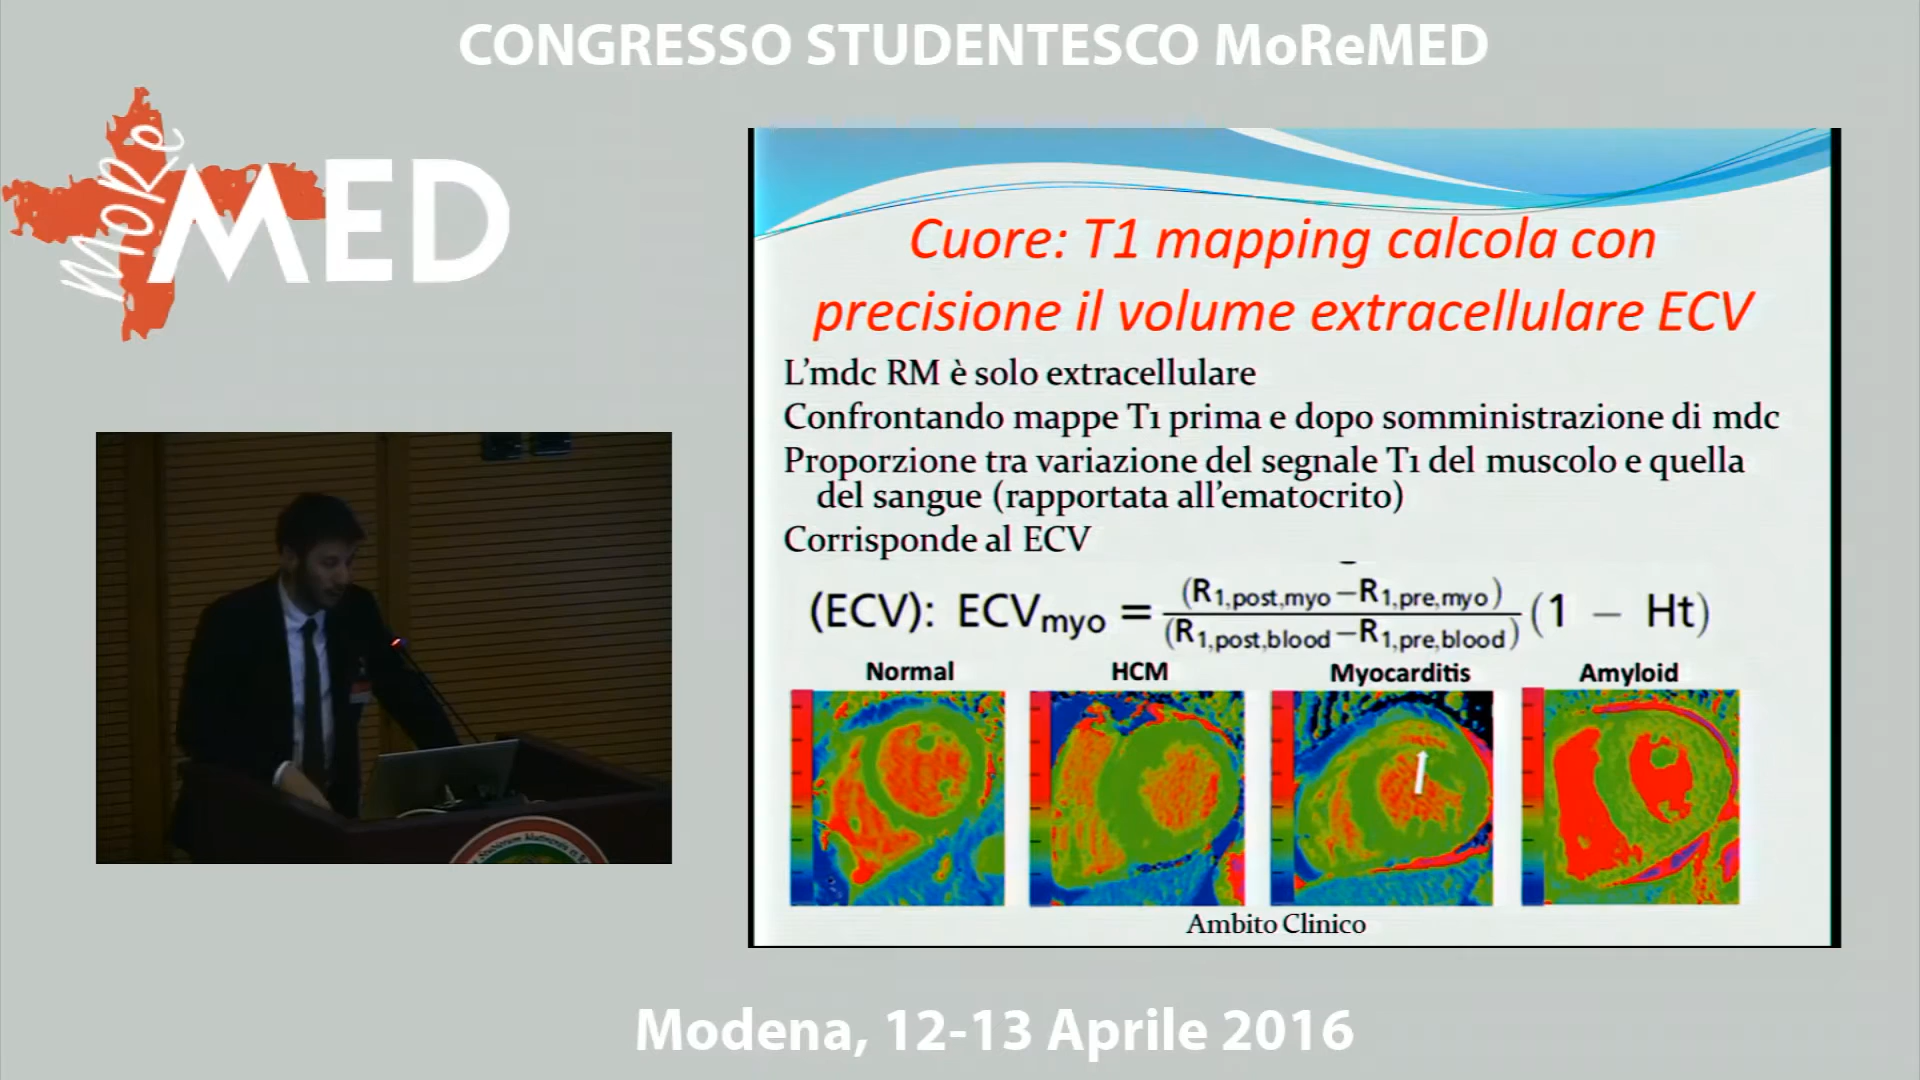 CONGRESSO STUDENTESCO MoReMED
MoRe
MED
Cuore: T1 mapping calcola con
precisione il volume extracellulare ECV
L'mdc RM è solo extracellulare
Confrontando mappe T1 prima e dopo somministrazione di mdc
Proporzione tra variazione del segnale T1 del muscolo e quella
del sangue (rapportata all'ematocrito)
Corrisponde al ECV
(ECV): ECVmyo = (R1,post,myo−R1,pre,myo) / (R1,post,blood−R1,pre,blood) (1 − Ht)
Normal HCM Myocarditis Amyloid
Ambito Clinico
Modena, 12-13 Aprile 2016